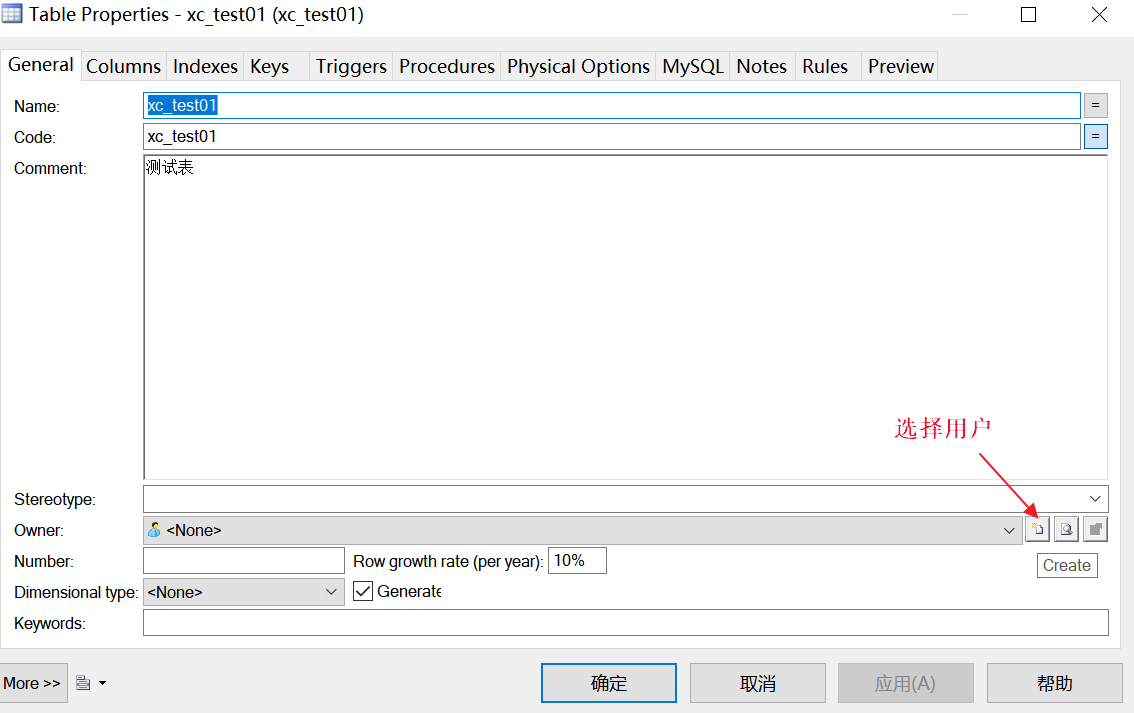 Table Properties - xc_test01 (xc_test01)
General Columns Indexes Keys Triggers Procedures Physical Options MySQL Notes Rules Preview
Name: xc_test01 =
Code: xc_test01 =
Comment: 测试表
选择用户
Stereotype:
Owner: <None>
Create
Number: Row growth rate (per year): 10%
Dimensional type: <None> Generate
Keywords:
More >> 确定 取消 应用(A) 帮助